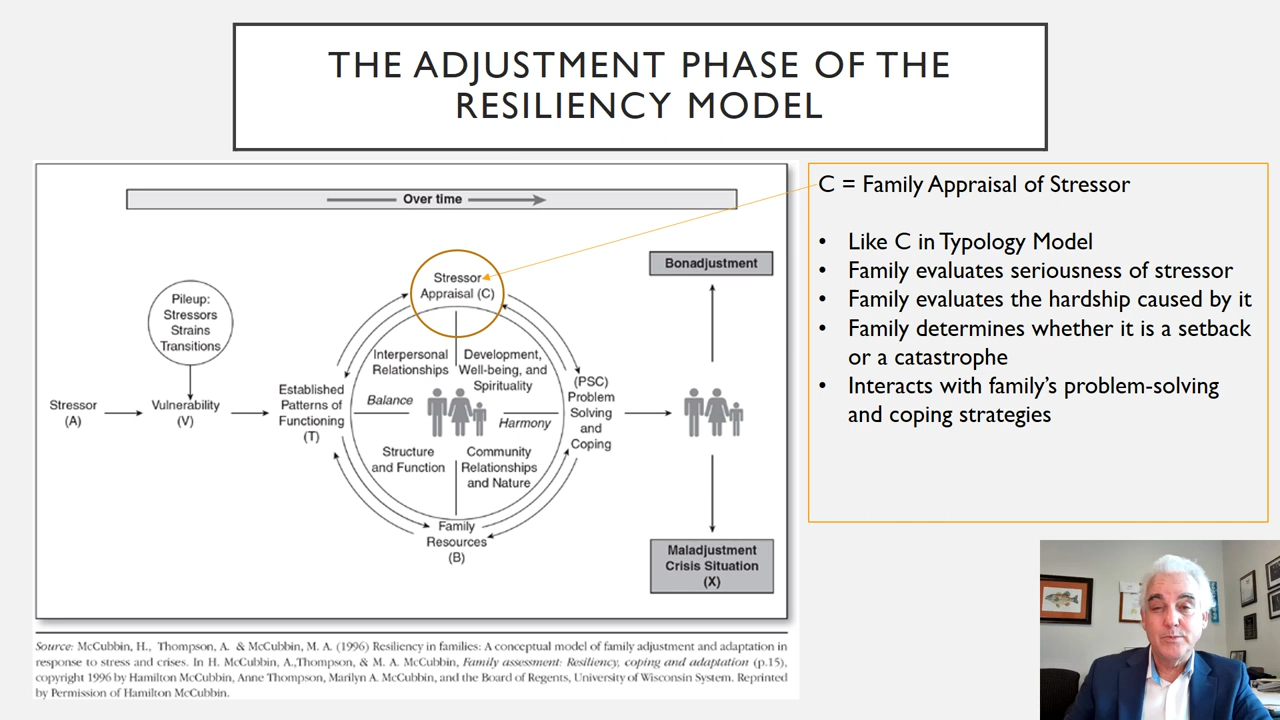 THE ADJUSTMENT PHASE OF THE
RESILIENCY MODEL
Over time
Stressor
Appraisal (C)
Bonadjustment
Pileup:
Stressors
Strains
Transitions
Interpersonal
Relationships
Development,
Well-being, and
Spirituality
Established
Patterns of
Functioning
(T)
Balance
Harmony
(PSC)
Problem
Solving
and
Coping
Stressor
(A)
Vulnerability
(V)
Structure
and Function
Community
Relationships
and Nature
Family
Resources
(B)
Maladjustment
Crisis Situation
(X)
C = Family Appraisal of Stressor
• Like C in Typology Model
• Family evaluates seriousness of stressor
• Family evaluates the hardship caused by it
• Family determines whether it is a setback
or a catastrophe
• Interacts with family's problem-solving
and coping strategies
Source: McCubbin, H., Thompson, A. & McCubbin, M. A. (1996) Resiliency in families: A conceptual model of family adjustment and adaptation in
response to stress and crises. In H. McCubbin, A.,Thompson, & M. A. McCubbin, Family assessment: Resiliency, coping and adaptation (p.15),
copyright 1996 by Hamilton McCubbin, Anne Thompson, Marilyn A. McCubbin, and the Board of Regents, University of Wisconsin System. Reprinted
by Permission of Hamilton McCubbin.